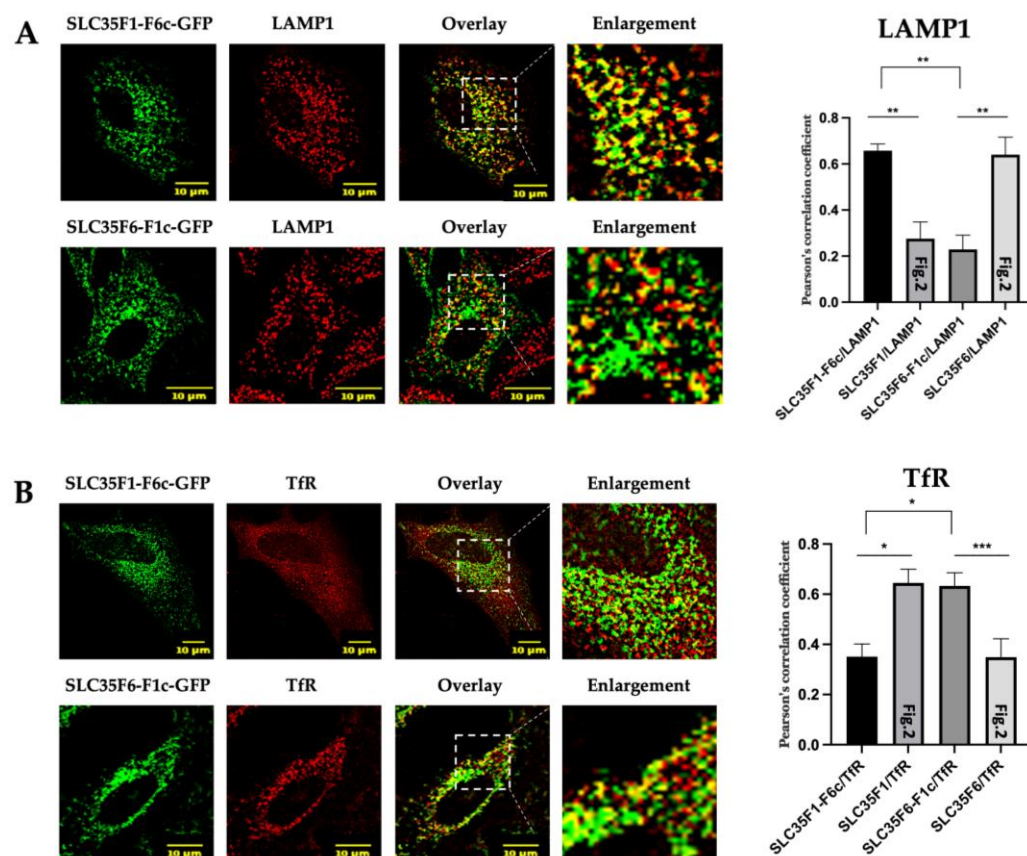 A
SLC35F1-F6c-GFP LAMP1 Overlay Enlargement
10 μm 10 μm 10 μm
SLC35F6-F1c-GFP LAMP1 Overlay Enlargement
10 μm 10 μm 10 μm
LAMP1
**
** **
Pearson's correlation coefficient
0.8
0.6
0.4
0.2
0.0
Fig.2 Fig.2
SLC35F1-F6c/LAMP1
SLC35F1/LAMP1
SLC35F6-F1c/LAMP1
SLC35F6/LAMP1
B
SLC35F1-F6c-GFP TfR Overlay Enlargement
10 μm 10 μm 10 μm
SLC35F6-F1c-GFP TfR Overlay Enlargement
10 μm 10 μm 10 μm
TfR
*
* ***
Pearson's correlation coefficient
0.8
0.6
0.4
0.2
0.0
Fig.2 Fig.2
SLC35F1-F6c/TfR
SLC35F1/TfR
SLC35F6-F1c/TfR
SLC35F6/TfR